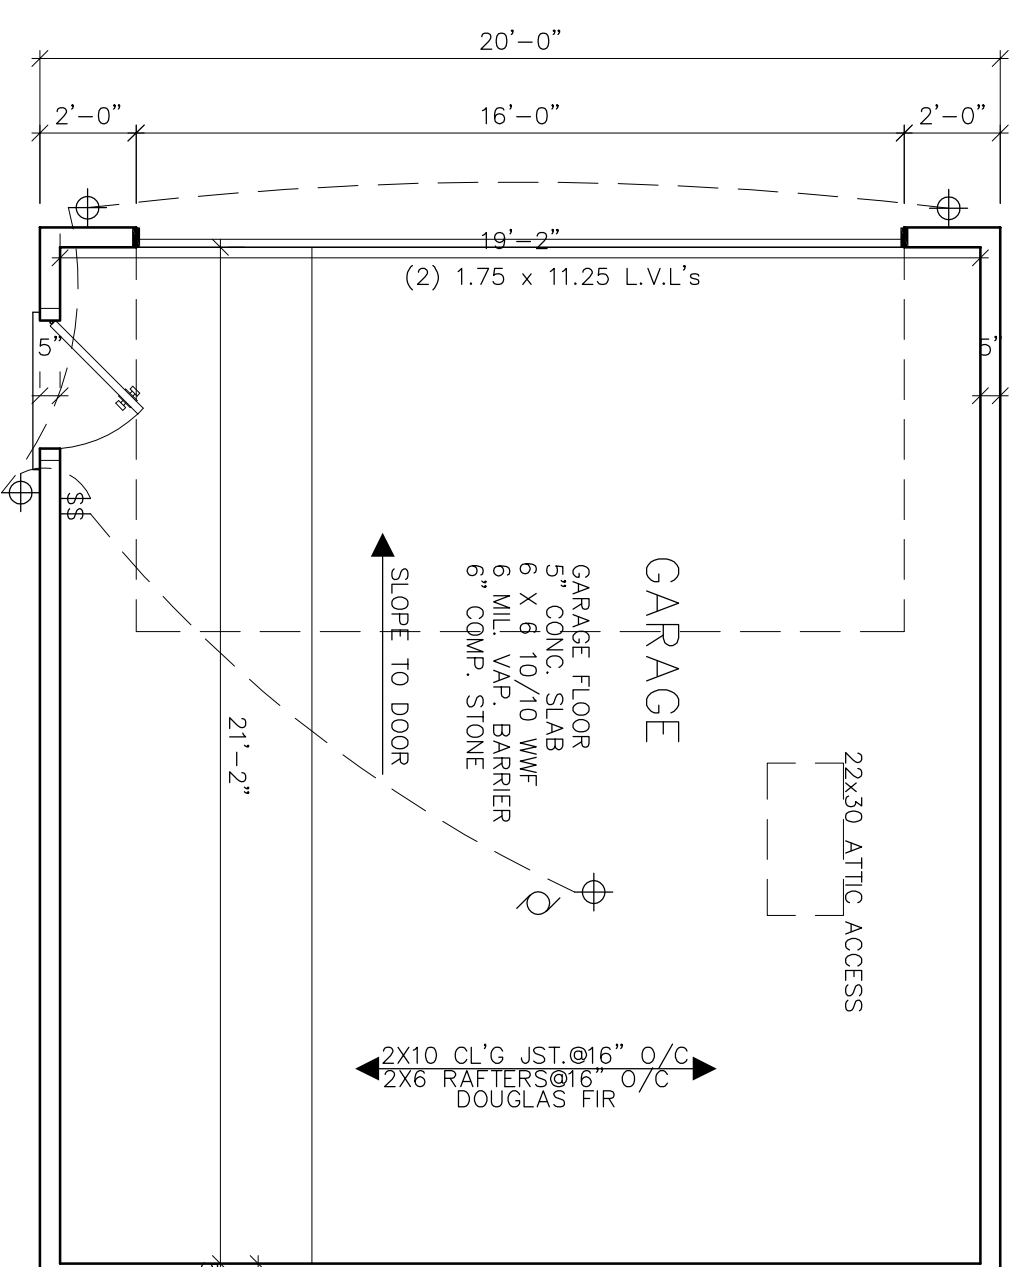 20'-0"
2'-0"
16'-0"
2'-0"
19'-2"
(2) 1.75 x 11.25 L.V.L's
5"
5"
SS
GARAGE
GARAGE FLOOR
5" CONC. SLAB
6 X 6 10/10 WWF
6 MIL. VAP. BARRIER
6" COMP. STONE
SLOPE TO DOOR
21'-2"
22x30 ATTIC ACCESS
2X10 CL'G JST.@16" O/C
2X6 RAFTERS@16" O/C
DOUGLAS FIR